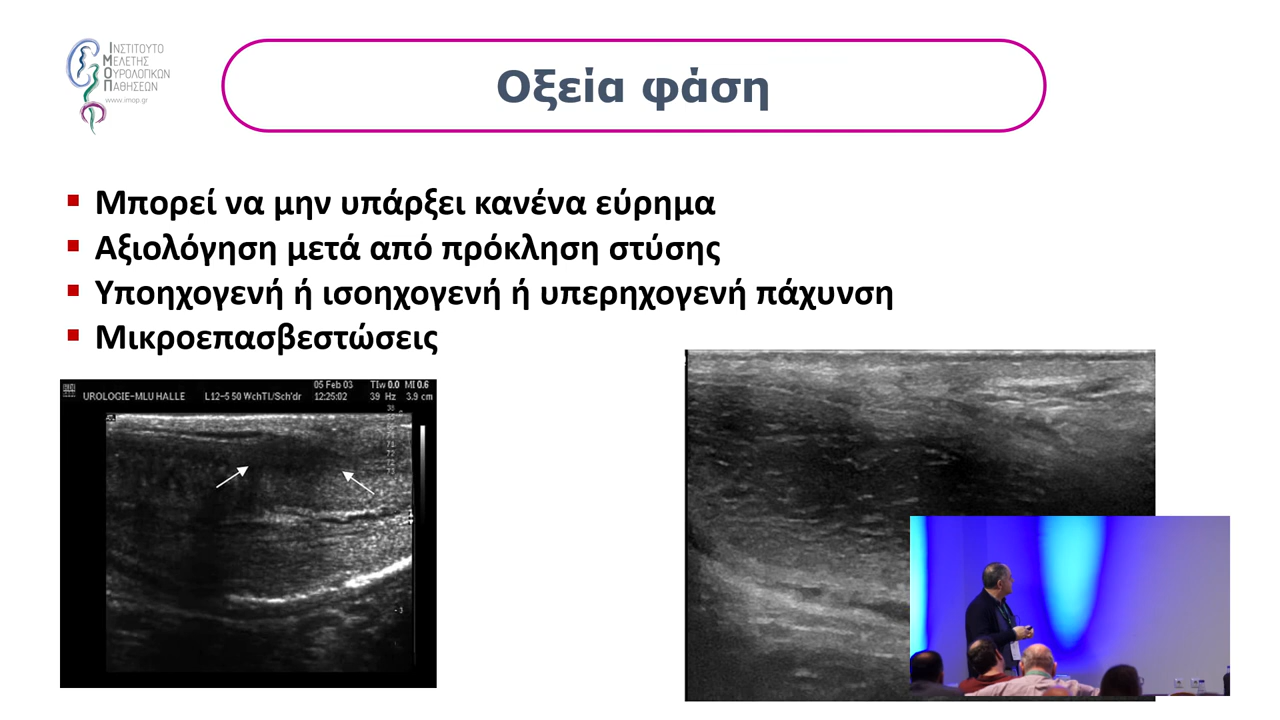 ΙΝΣΤΙΤΟΥΤΟ
ΜΕΛΕΤΗΣ
ΟΥΡΟΛΟΓΙΚΩΝ
ΠΑΘΗΣΕΩΝ
www.imop.gr
Οξεία φάση
Μπορεί να μην υπάρξει κανένα εύρημα
Αξιολόγηση μετά από πρόκληση στύσης
Υποηχογενή ή ισοηχογενή ή υπερηχογενή πάχυνση
Μικροεπασβεστώσεις
05 Feb 03 TIw 0.0 MI 0.6
UROLOGIE-MLU HALLE L12-5 50 WchTI/Sch'dr 12:25:02 39 Hz 3.9 cm